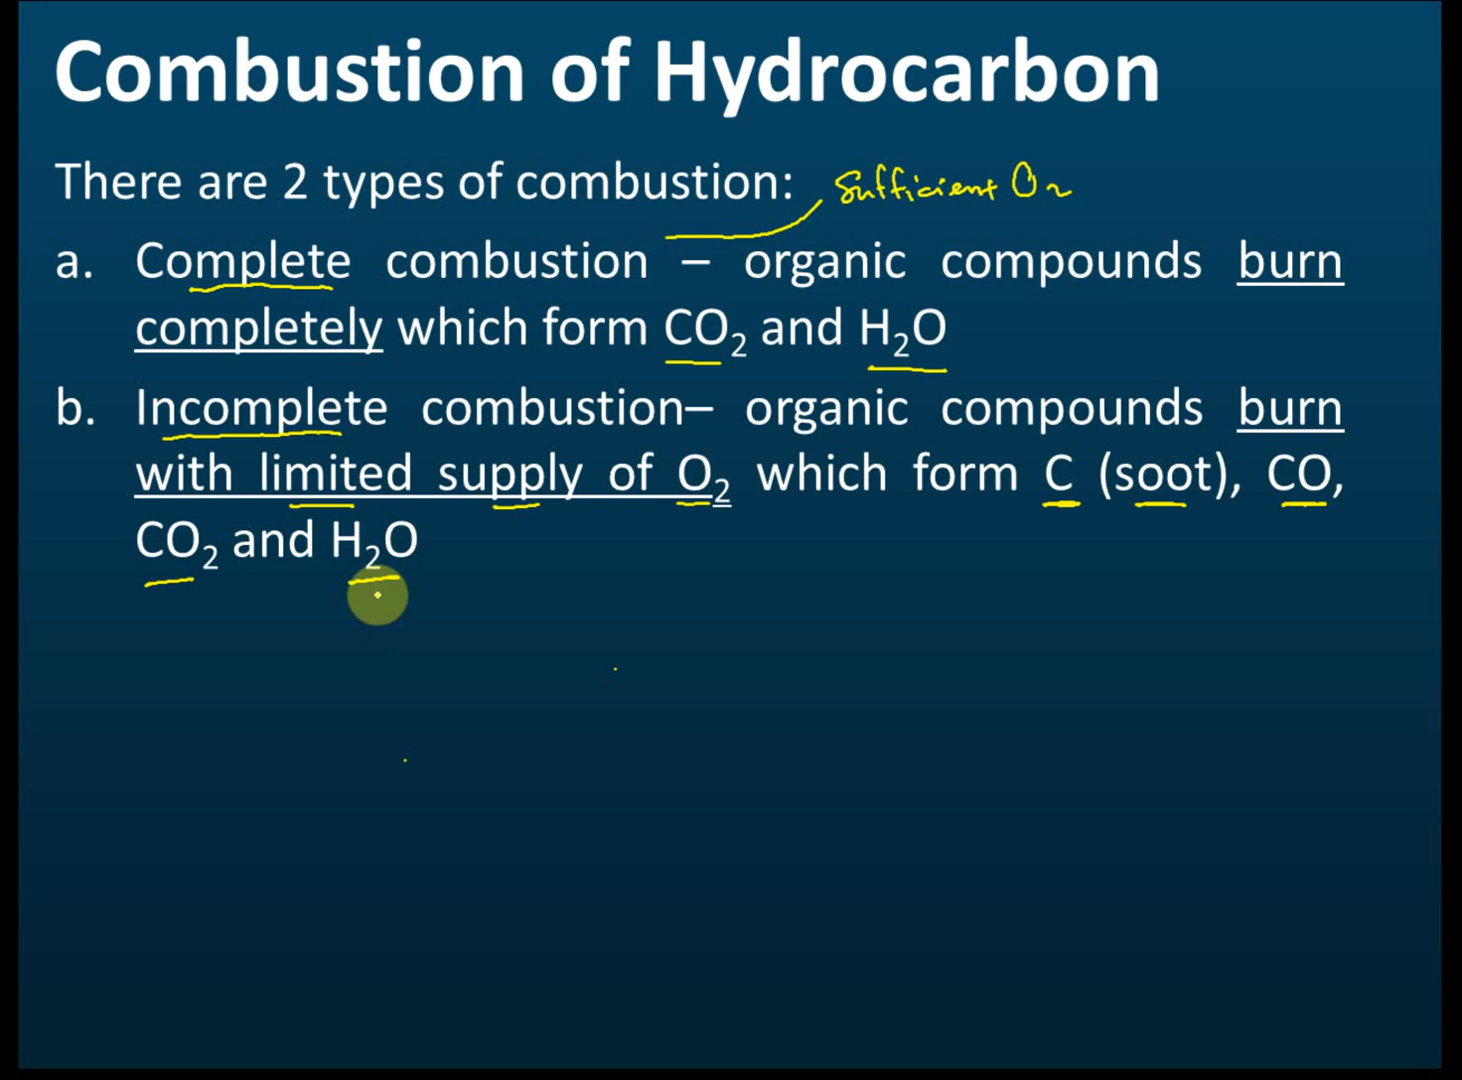 Combustion of Hydrocarbon
There are 2 types of combustion: Sufficient O₂
a. Complete combustion – organic compounds burn
completely which form CO₂ and H₂O
b. Incomplete combustion– organic compounds burn
with limited supply of O₂ which form C (soot), CO,
CO₂ and H₂O